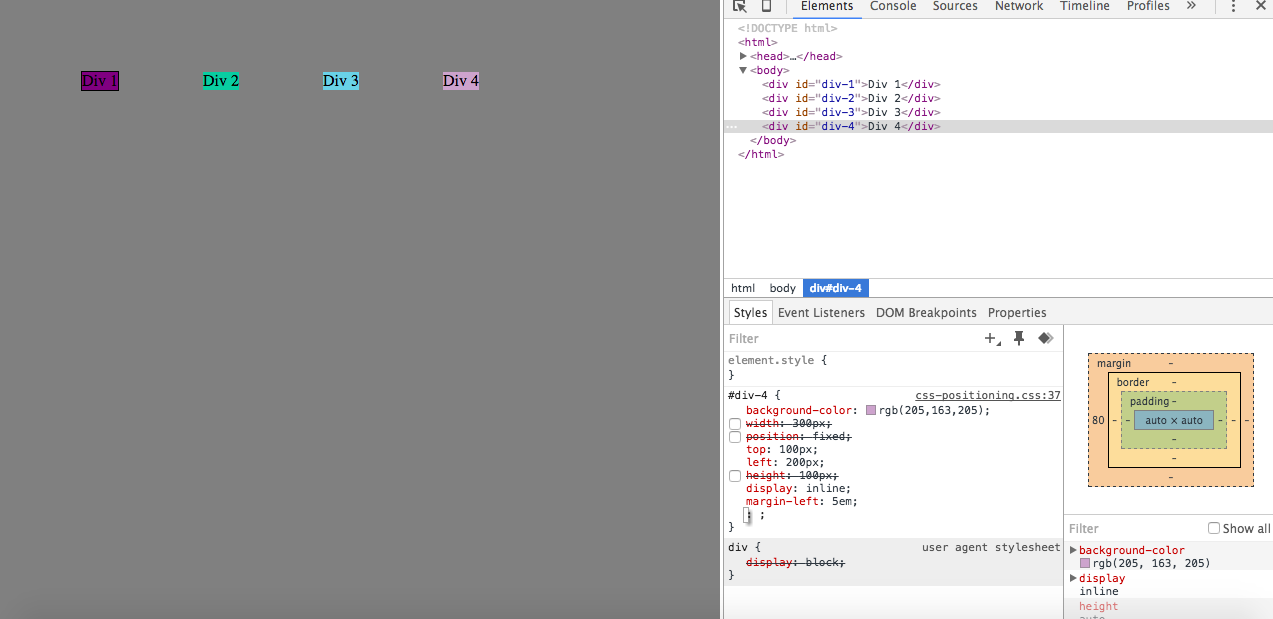 Div 1 Div 2 Div 3 Div 4
Elements Console Sources Network Timeline Profiles »
<!DOCTYPE html>
<html>
<head>…</head>
<body>
<div id="div-1">Div 1</div>
<div id="div-2">Div 2</div>
<div id="div-3">Div 3</div>
<div id="div-4">Div 4</div>
</body>
</html>
html body div#div-4
Styles Event Listeners DOM Breakpoints Properties
Filter
element.style {
}
#div-4 { css-positioning.css:37
background-color: rgb(205,163,205);
width: 300px;
position: fixed;
top: 100px;
left: 200px;
height: 100px;
display: inline;
margin-left: 5em;
: ;
}
div { user agent stylesheet
display: block;
}
margin -
border -
padding -
80 - - auto × auto - - -
-
-
-
Filter Show all
background-color
rgb(205, 163, 205)
display
inline
height
auto